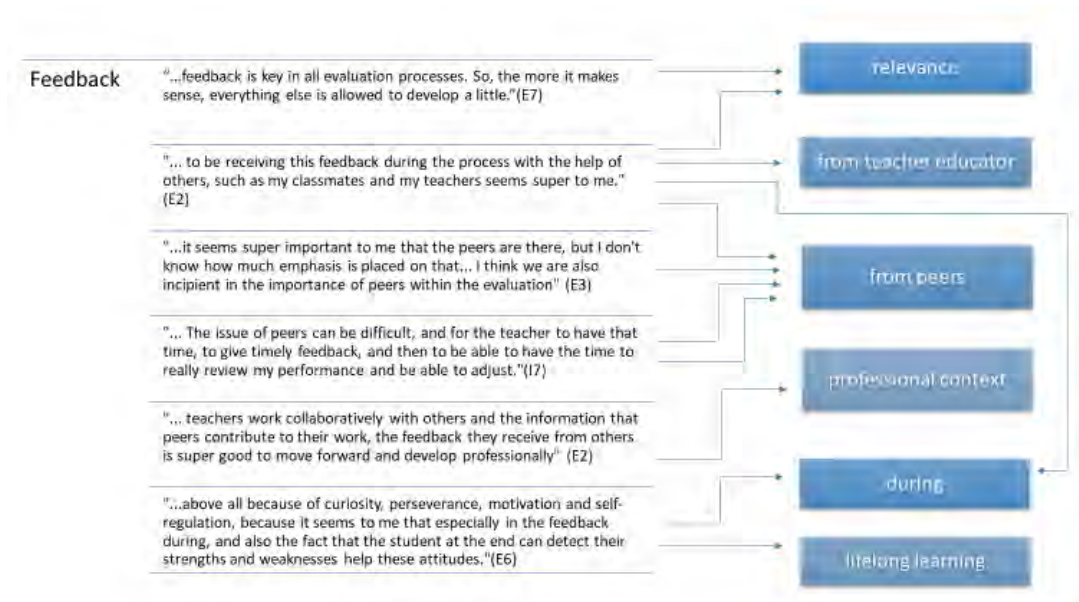 Feedback
"...feedback is key in all evaluation processes. So, the more it makes
sense, everything else is allowed to develop a little."(E7)
"... to be receiving this feedback during the process with the help of
others, such as my classmates and my teachers seems super to me."
(E2)
"...it seems super important to me that the peers are there, but I don't
know how much emphasis is placed on that... I think we are also
incipient in the importance of peers within the evaluation" (E3)
"... The issue of peers can be difficult, and for the teacher to have that
time, to give timely feedback, and then to be able to have the time to
really review my performance and be able to adjust."(I7)
"... teachers work collaboratively with others and the information that
peers contribute to their work, the feedback they receive from others
is super good to move forward and develop professionally" (E2)
"...above all because of curiosity, perseverance, motivation and self-
regulation, because it seems to me that especially in the feedback
during, and also the fact that the student at the end can detect their
strengths and weaknesses help these attitudes."(E6)
relevance
from teacher educator
from peers
professional context
during
lifelong learning